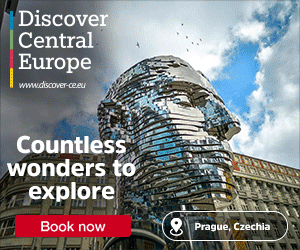 Discover
Central
Europe
www.discover-ce.eu
Countless
wonders to
explore
Book now
Prague, Czechia